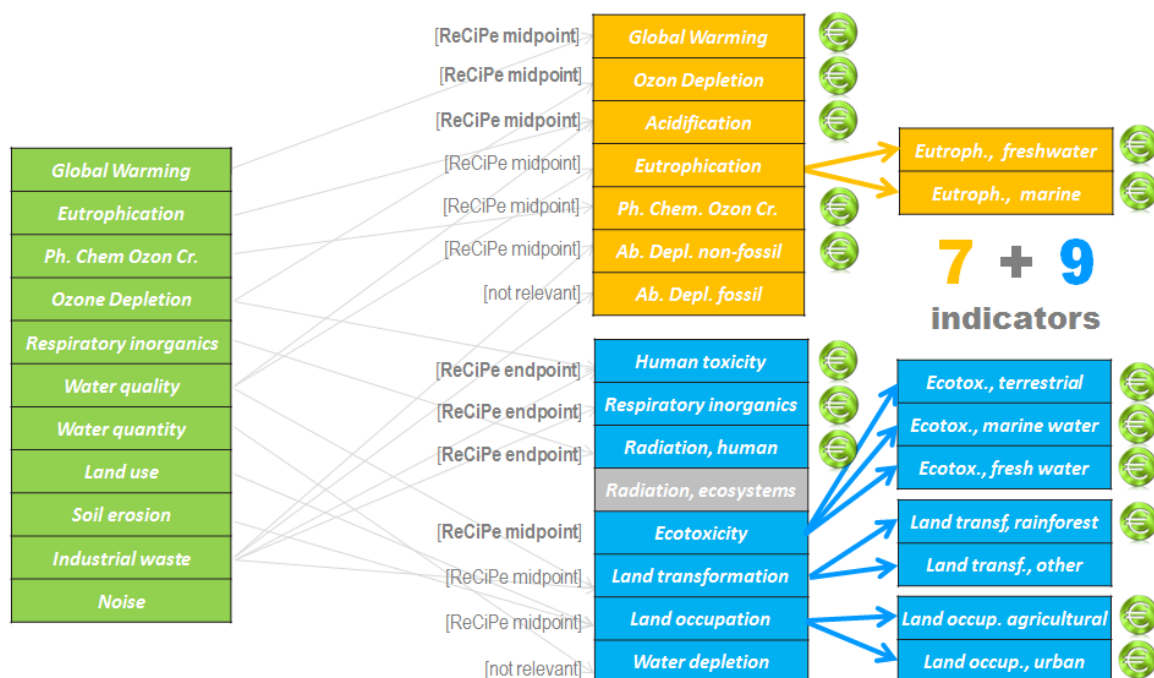 [ReCiPe midpoint]
Global Warming
€
[ReCiPe midpoint]
Ozon Depletion
€
[ReCiPe midpoint]
Acidification
€
[ReCiPe midpoint]
Eutrophication
[ReCiPe midpoint]
Ph. Chem. Ozon Cr.
€
[ReCiPe midpoint]
Ab. Depl. non-fossil
€
[not relevant]
Ab. Depl. fossil
Eutroph., freshwater
€
Eutroph., marine
€
7 + 9
indicators
Global Warming
Eutrophication
Ph. Chem Ozon Cr.
Ozone Depletion
Respiratory inorganics
Water quality
Water quantity
Land use
Soil erosion
Industrial waste
Noise
[ReCiPe endpoint]
Human toxicity
€
[ReCiPe endpoint]
Respiratory inorganics
€
[ReCiPe endpoint]
Radiation, human
€
Radiation, ecosystems
[ReCiPe midpoint]
Ecotoxicity
[ReCiPe midpoint]
Land transformation
[ReCiPe midpoint]
Land occupation
[not relevant]
Water depletion
Ecotox., terrestrial
€
Ecotox., marine water
€
Ecotox., fresh water
€
Land transf, rainforest
€
Land transf., other
Land occup. agricultural
€
Land occup., urban
€